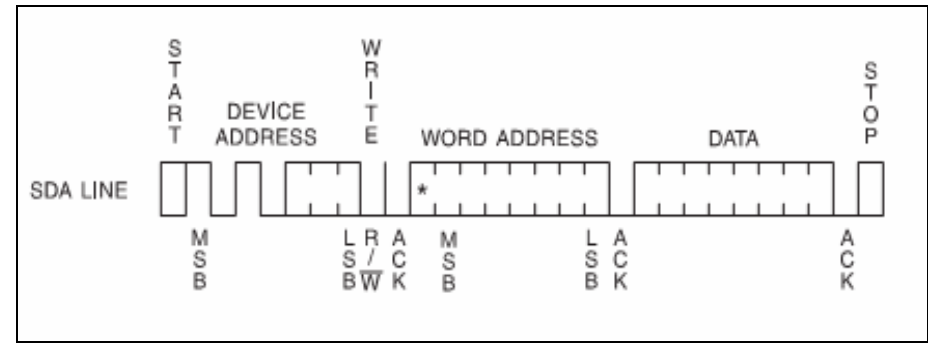 START
WRITE
STOP
DEVICE
ADDRESS
WORD ADDRESS
DATA
SDA LINE
*
MSB
LSB
R/W̅
ACK
MSB
LSB
ACK
ACK